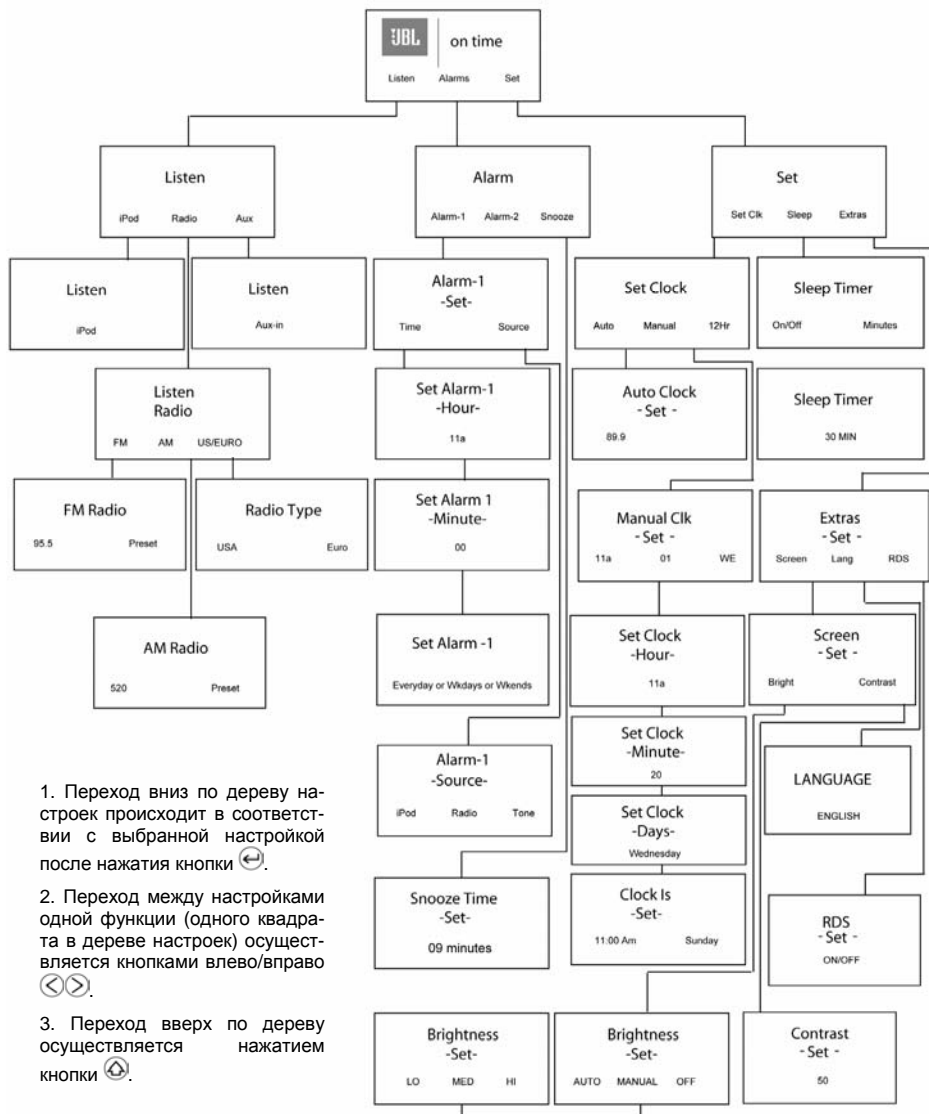 JBL on time
Listen Alarms Set
Listen
iPod Radio Aux
Alarm
Alarm-1 Alarm-2 Snooze
Set
Set Clk Sleep Extras
Listen
iPod
Listen
Aux-in
Alarm-1
-Set-
Time Source
Set Clock
Auto Manual 12Hr
Sleep Timer
On/Off Minutes
Listen
Radio
FM AM US/EURO
Set Alarm-1
-Hour-
11a
Auto Clock
- Set -
89.9
Sleep Timer
30 MIN
FM Radio
95.5 Preset
Radio Type
USA Euro
Set Alarm 1
-Minute-
00
Manual Clk
- Set -
11a 01 WE
Extras
- Set -
Screen Lang RDS
AM Radio
520 Preset
Set Alarm -1
Everyday or Wkdays or Wkends
Set Clock
-Hour-
11a
Screen
- Set -
Bright Contrast
Alarm-1
-Source-
iPod Radio Tone
Set Clock
-Minute-
20
LANGUAGE
ENGLISH
Set Clock
-Days-
Wednesday
Snooze Time
-Set-
09 minutes
Clock Is
-Set-
11:00 Am Sunday
RDS
- Set -
ON/OFF
1. Переход вниз по дереву на-
строек происходит в соответст-
вии с выбранной настройкой
после нажатия кнопки .
2. Переход между настройками
одной функции (одного квадра-
та в дереве настроек) осущест-
вляется кнопками влево/вправо
.
3. Переход вверх по дереву
осуществляется нажатием
кнопки .
Brightness
-Set-
LO MED HI
Brightness
-Set-
AUTO MANUAL OFF
Contrast
- Set -
50